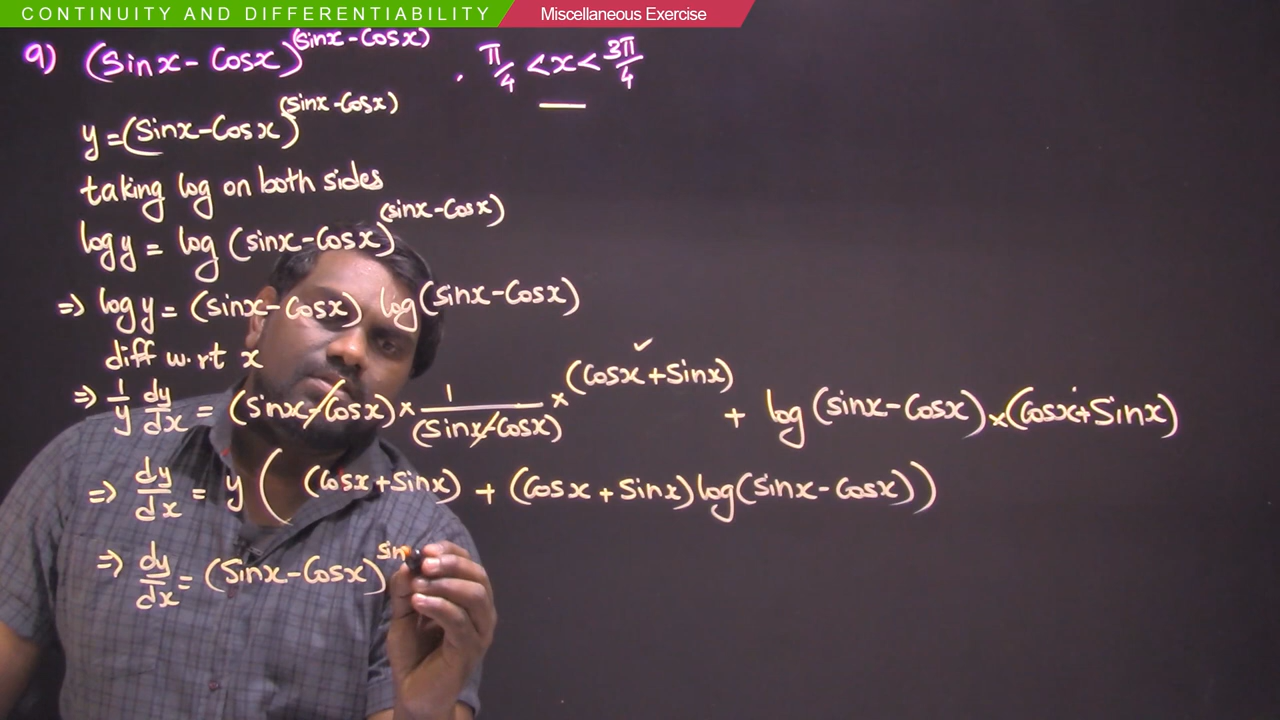 CONTINUITY AND DIFFERENTIABILITY Miscellaneous Exercise
9) (Sinx - Cosx)^(sinx - Cosx) . π/4 < x < 3π/4
y = (Sinx - Cosx)^(sinx - Cosx)
taking log on both sides
log y = log (sinx - Cosx)^(sinx - Cosx)
=> log y = (sinx - Cosx) log (sinx - Cosx)
diff w.r.t x
=> 1/y dy/dx = (sinx - Cosx) × 1/(Sinx - Cosx) × (Cosx + Sinx) + log (sinx - Cosx) × (Cosx + Sinx)
=> dy/dx = y ( (Cosx + Sinx) + (Cosx + Sinx) log (Sinx - Cosx) )
=> dy/dx = (Sinx - Cosx)^sin